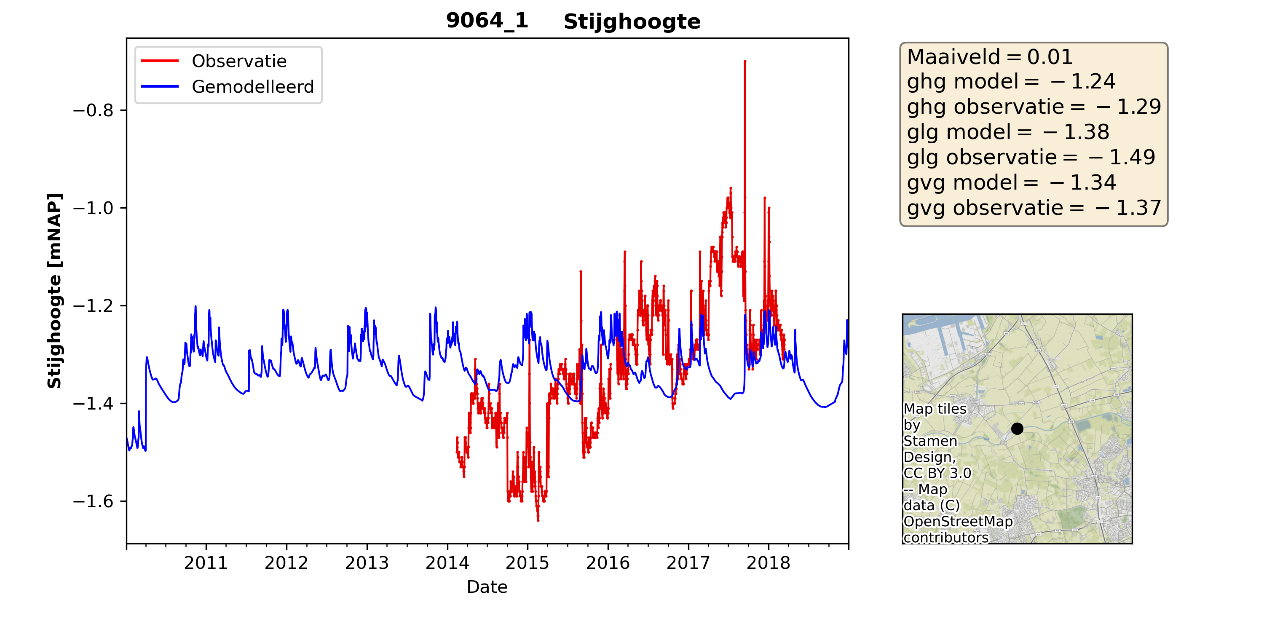 9064_1 Stijghoogte
Observatie
Gemodelleerd
−0.8
−1.0
−1.2
−1.4
−1.6
Stijghoogte [mNAP]
2011 2012 2013 2014 2015 2016 2017 2018
Date
Maaiveld = 0.01
ghg model = −1.24
ghg observatie = −1.29
glg model = −1.38
glg observatie = −1.49
gvg model = −1.34
gvg observatie = −1.37
Map tiles
by
Stamen
Design,
CC BY 3.0
-- Map
data (C)
OpenStreetMap
contributors